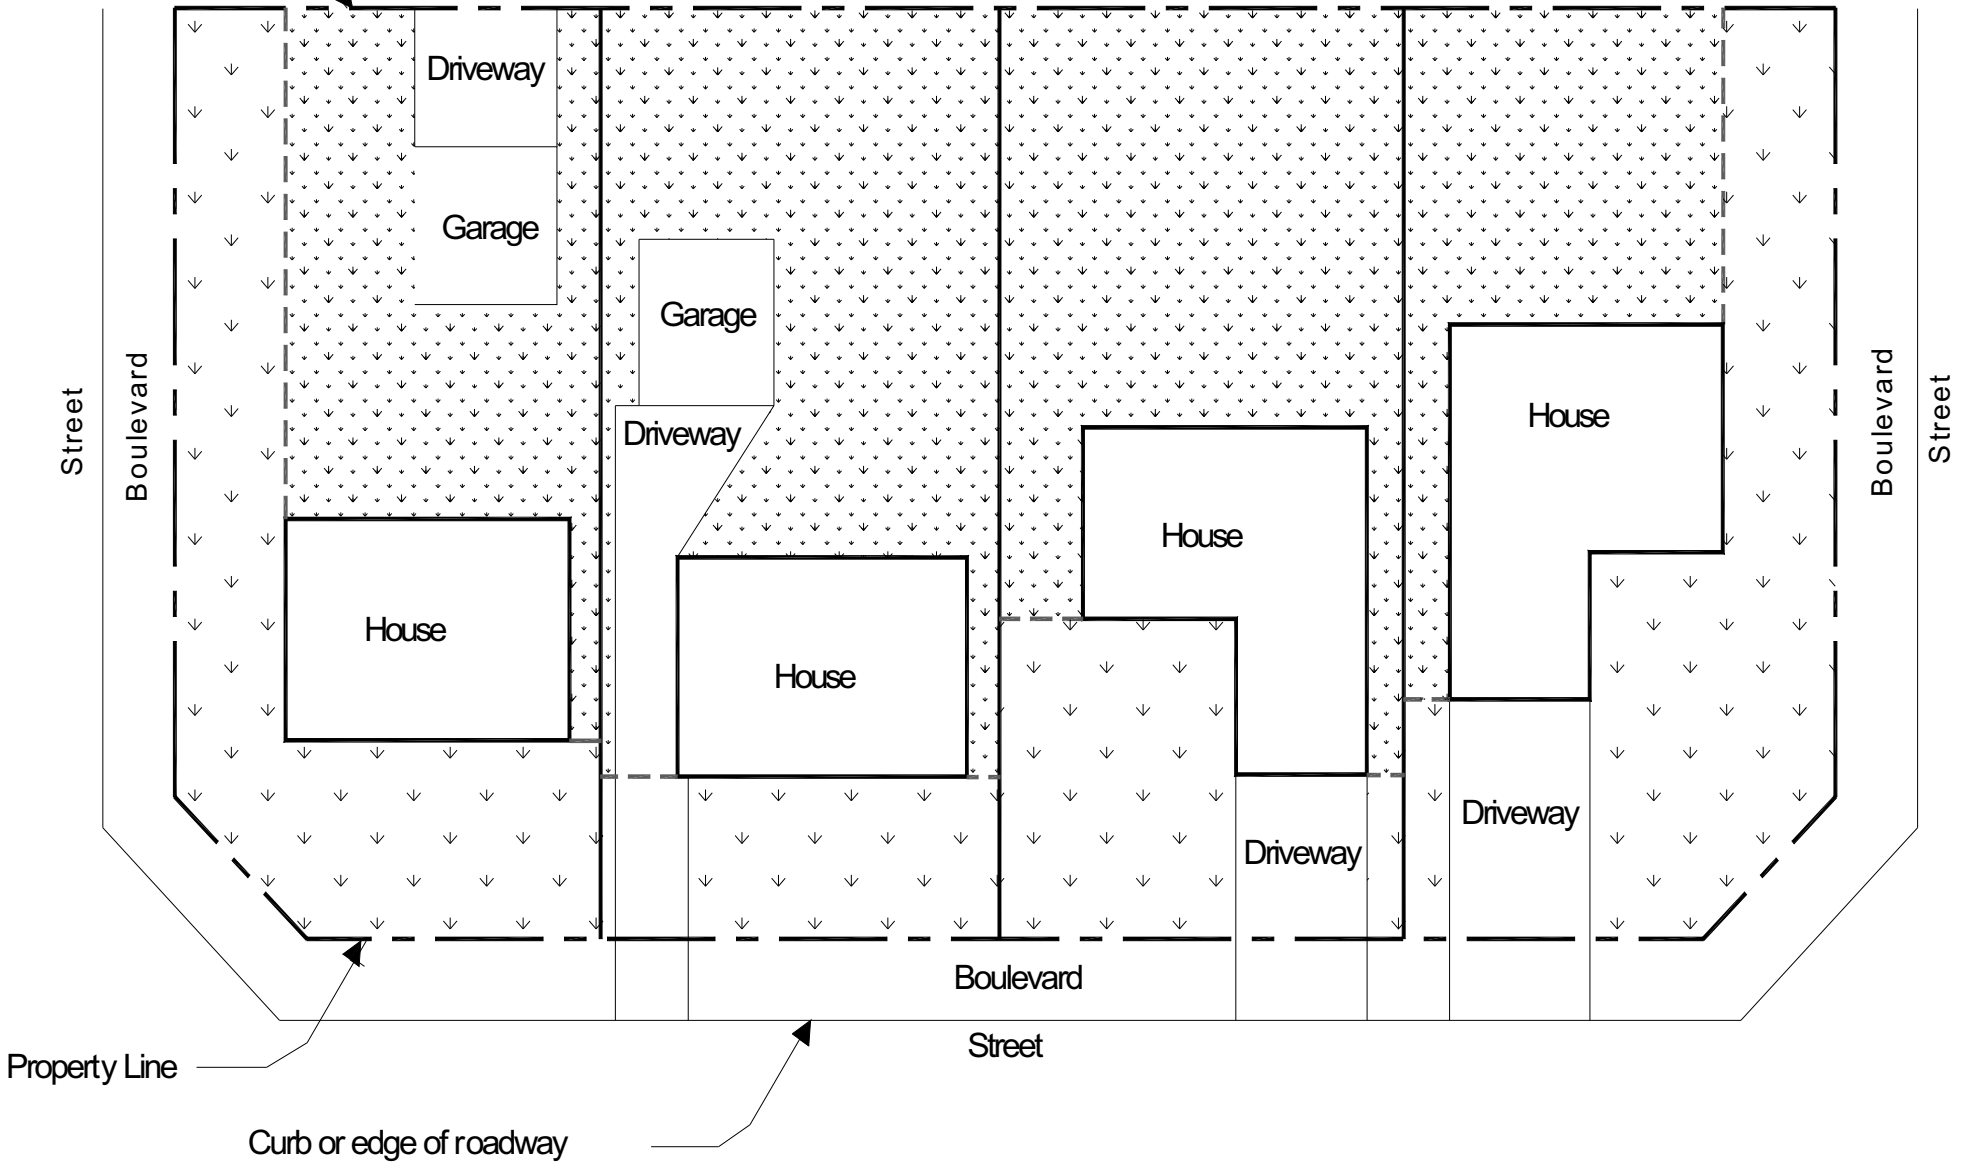 Driveway
Garage
Garage
Driveway
House
House
House
House
Driveway
Driveway
Street
Boulevard
Boulevard
Street
Boulevard
Street
Property Line
Curb or edge of roadway